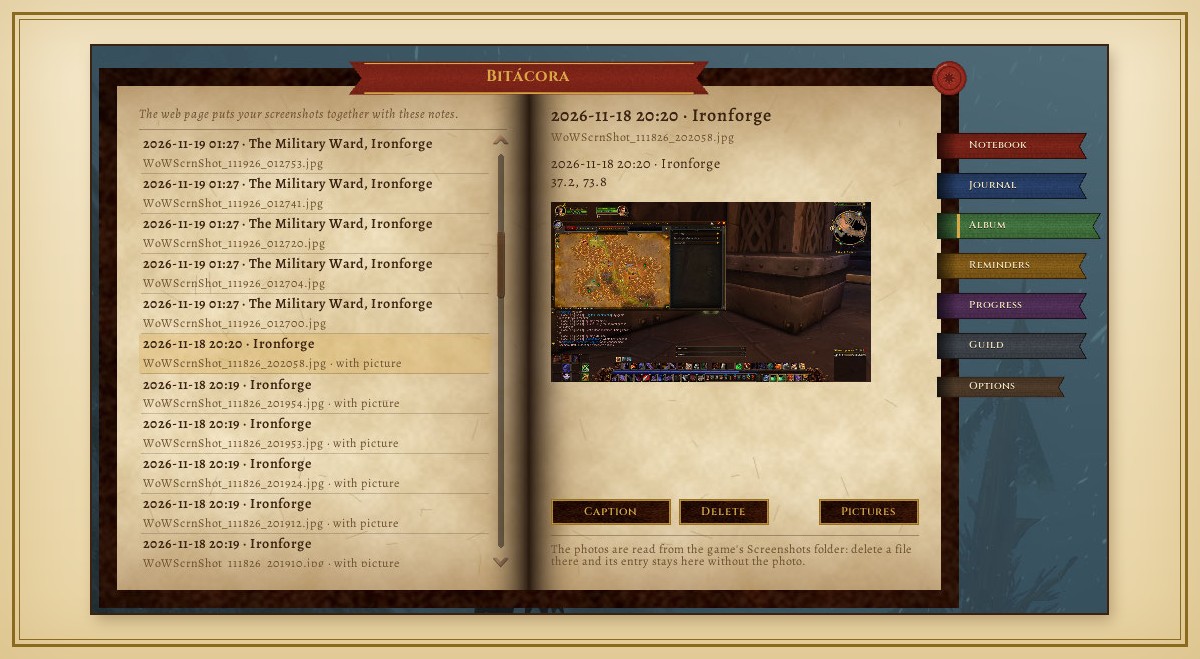 Bitácora
The web page puts your screenshots together with these notes.
2026-11-19 01:27 · The Military Ward, Ironforge
WoWScrnShot_111926_012753.jpg
2026-11-19 01:27 · The Military Ward, Ironforge
WoWScrnShot_111926_012741.jpg
2026-11-19 01:27 · The Military Ward, Ironforge
WoWScrnShot_111926_012720.jpg
2026-11-19 01:27 · The Military Ward, Ironforge
WoWScrnShot_111926_012704.jpg
2026-11-19 01:27 · The Military Ward, Ironforge
WoWScrnShot_111926_012700.jpg
2026-11-18 20:20 · Ironforge
WoWScrnShot_111826_202058.jpg · with picture
2026-11-18 20:19 · Ironforge
WoWScrnShot_111826_201954.jpg · with picture
2026-11-18 20:19 · Ironforge
WoWScrnShot_111826_201953.jpg · with picture
2026-11-18 20:19 · Ironforge
WoWScrnShot_111826_201924.jpg · with picture
2026-11-18 20:19 · Ironforge
WoWScrnShot_111826_201912.jpg · with picture
2026-11-18 20:19 · Ironforge
WoWScrnShot_111826_201910.jpg · with picture
2026-11-18 20:20 · Ironforge
WoWScrnShot_111826_202058.jpg
2026-11-18 20:20 · Ironforge
37.2, 73.8
Caption
Delete
Pictures
The photos are read from the game's Screenshots folder: delete a file
there and its entry stays here without the photo.
Notebook
Journal
Album
Reminders
Progress
Guild
Options